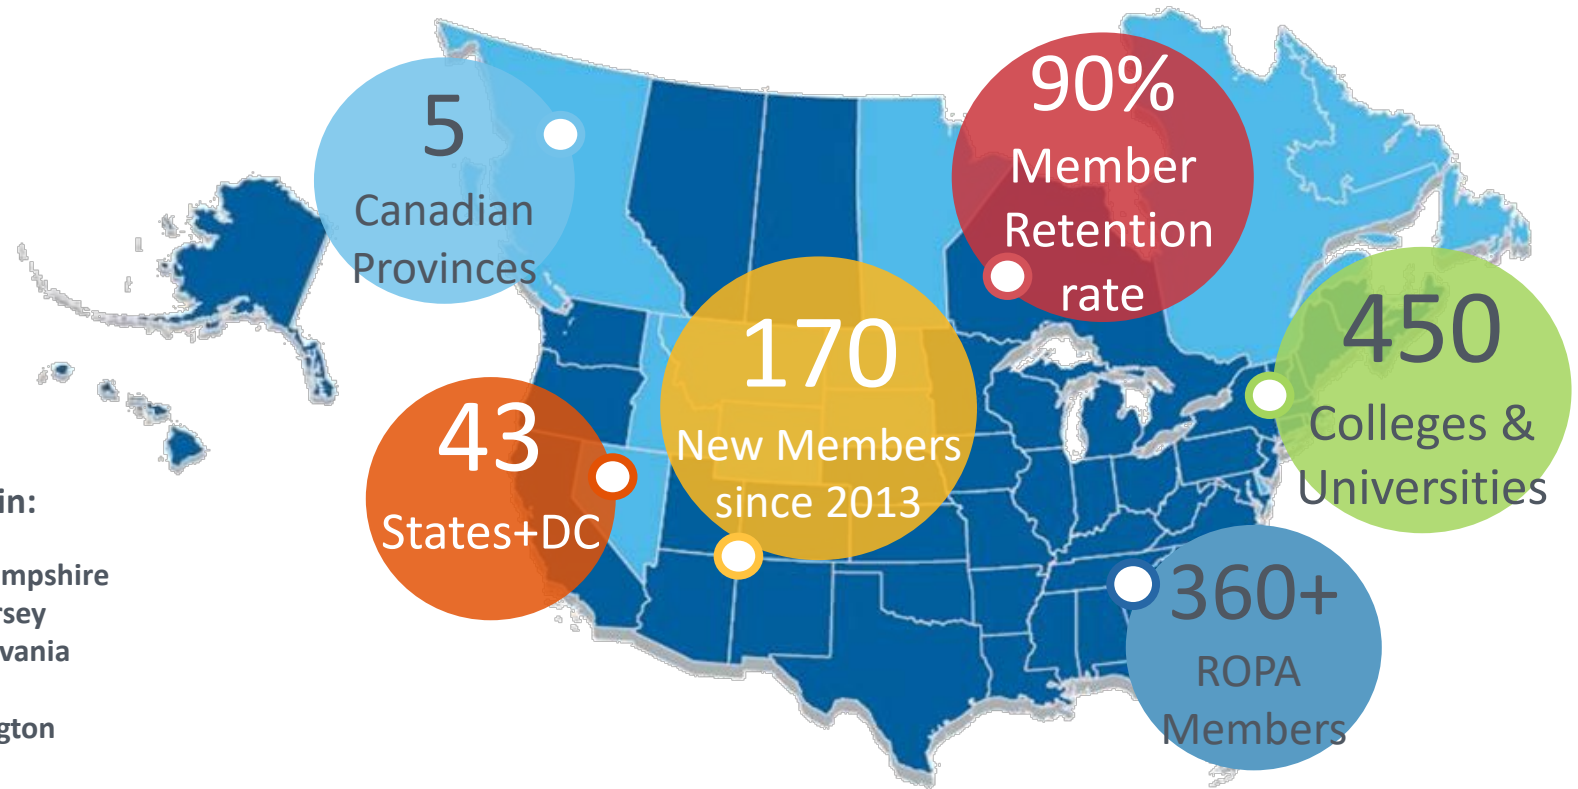 5
Canadian
Provinces
90%
Member
Retention
rate
450
Colleges &
Universities
170
New Members
since 2013
43
States+DC
360+
ROPA
Members
in:
mpshire
rsey
vania
gton